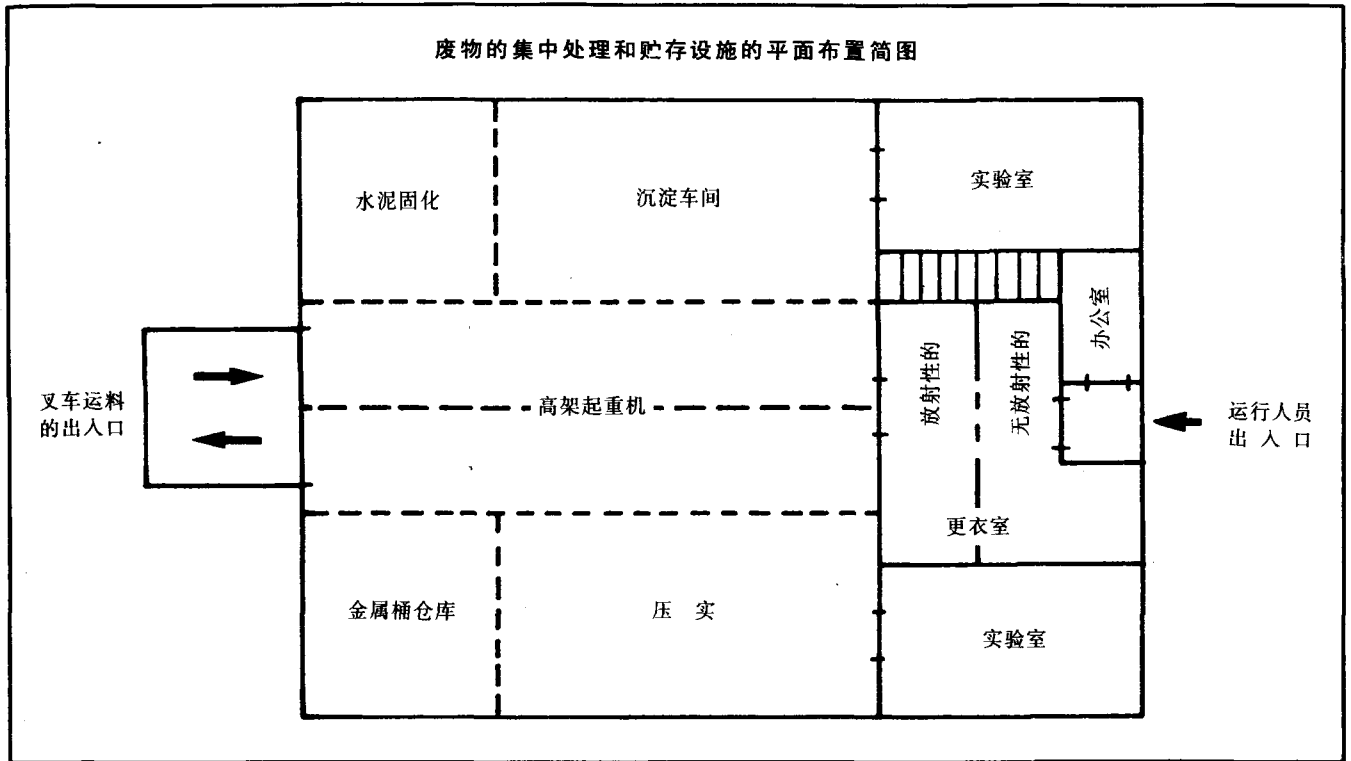 废物的集中处理和贮存设施的平面布置简图
水泥固化
沉淀车间
实验室
办公室
放射性的
无放射性的
叉车运料
的出入口
高架起重机
运行人员
出入口
更衣室
金属桶仓库
压实
实验室